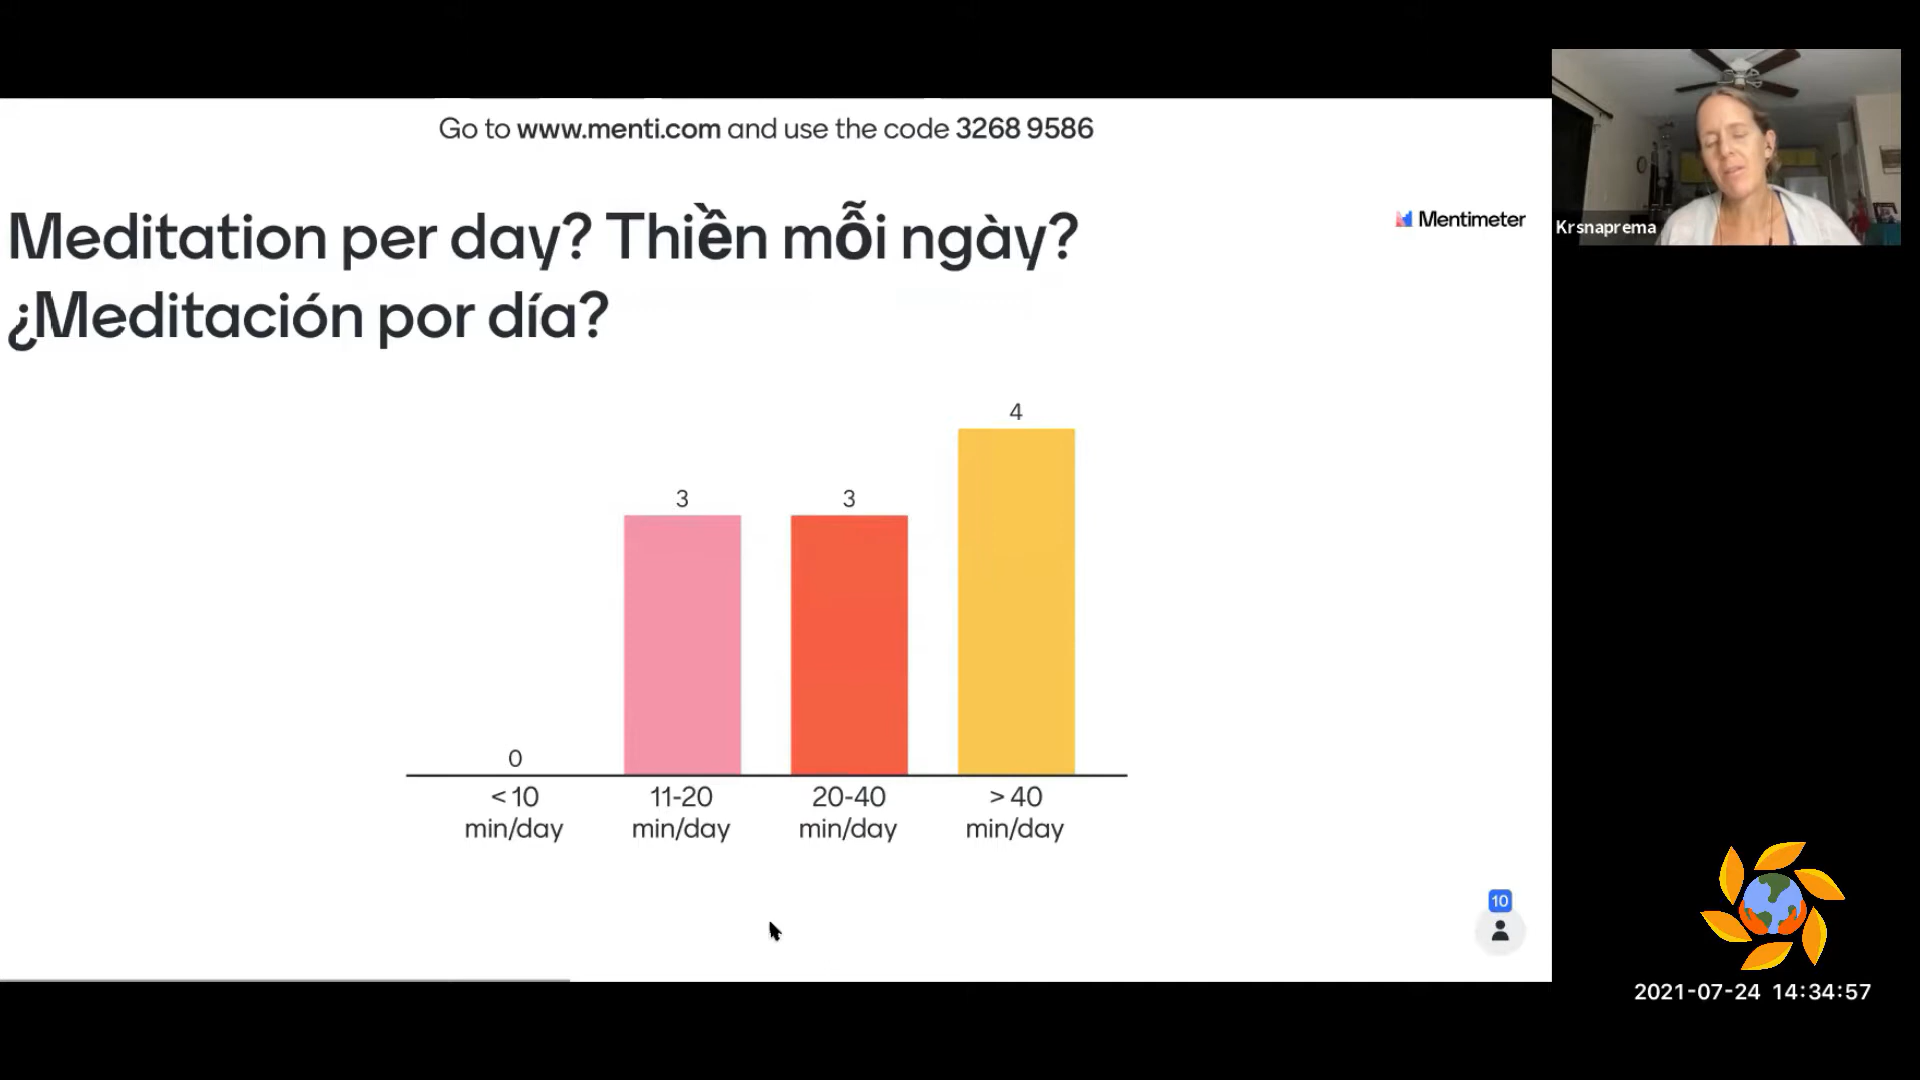 Go to www.menti.com and use the code 3268 9586
Meditation per day? Thiền mỗi ngày?
¿Meditación por día?
Mentimeter
Krsnaprema
4
3
3
0
< 10
min/day
11-20
min/day
20-40
min/day
> 40
min/day
10
2021-07-24 14:34:57